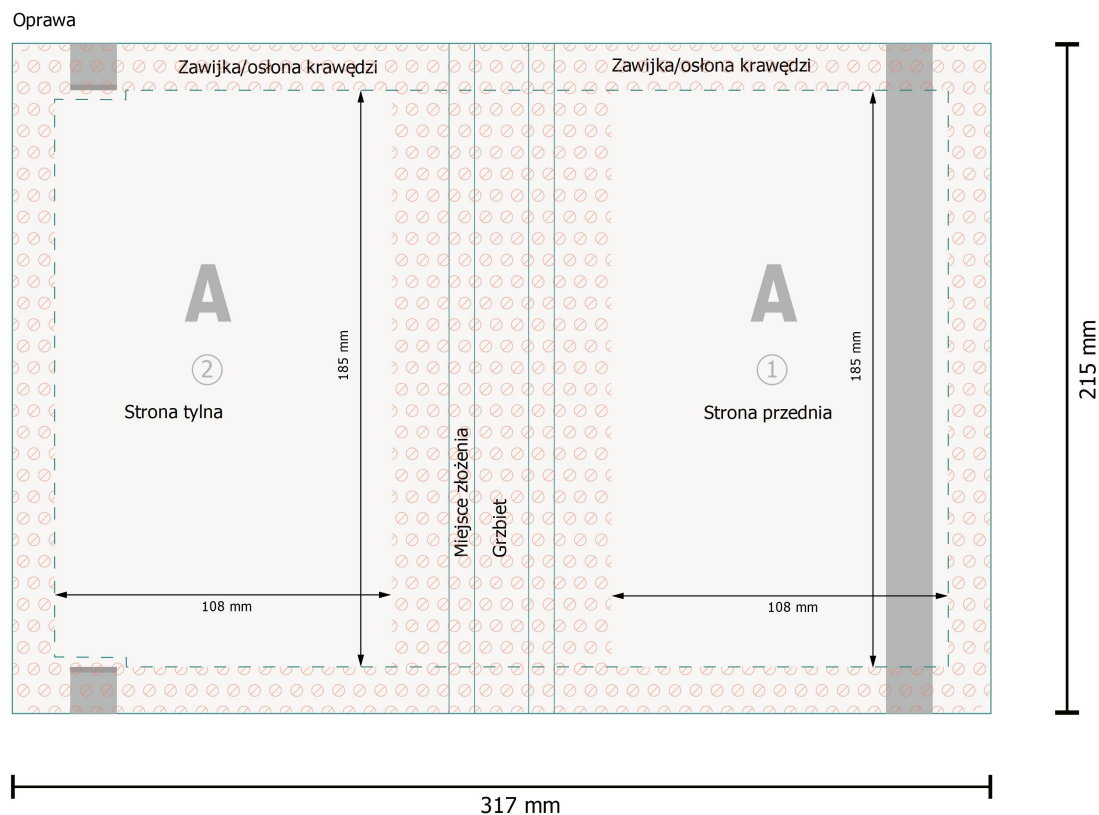 Oprawa
Zawijka/osłona krawędzi
Zawijka/osłona krawędzi
A
A
2
1
185 mm
185 mm
Strona tylna
Strona przednia
215 mm
Miejsce złożenia
Grzbiet
108 mm
108 mm
317 mm